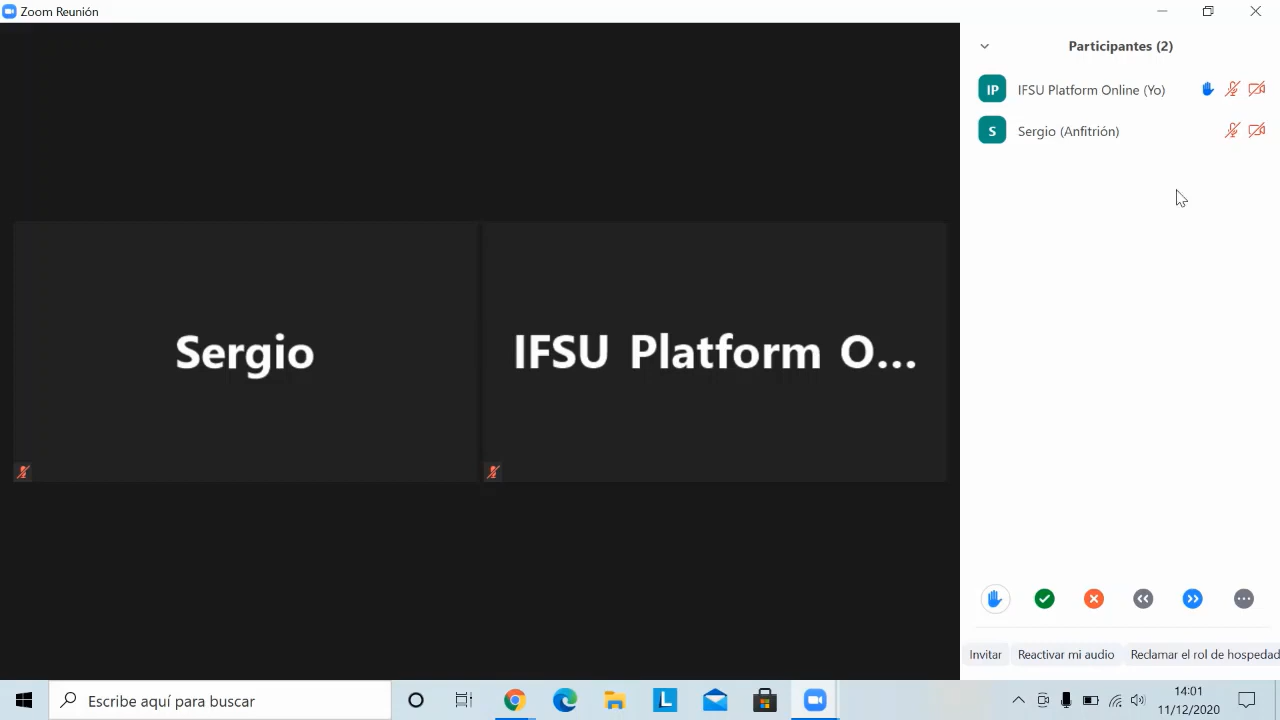 Zoom Reunión
Participantes (2)
IP IFSU Platform Online (Yo)
S Sergio (Anfitrión)
Sergio
IFSU Platform O...
Invitar Reactivar mi audio Reclamar el rol de hospedad
Escribe aquí para buscar
L
14:01
11/12/2020